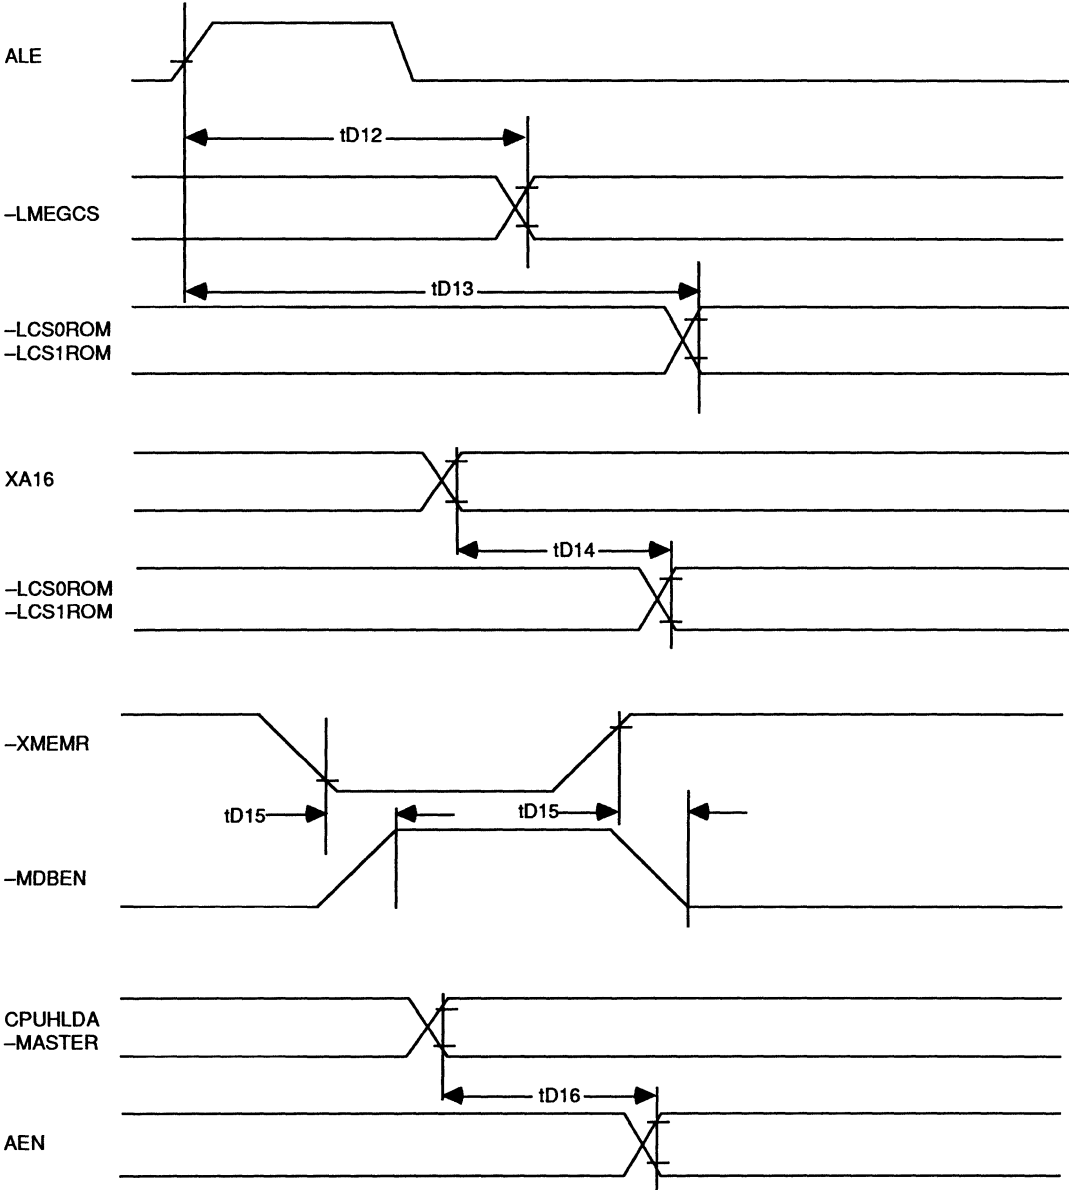 ALE
tD12
–LMEGCS
tD13
–LCS0ROM
–LCS1ROM
XA16
tD14
–LCS0ROM
–LCS1ROM
–XMEMR
tD15 tD15
–MDBEN
CPUHLDA
–MASTER
tD16
AEN